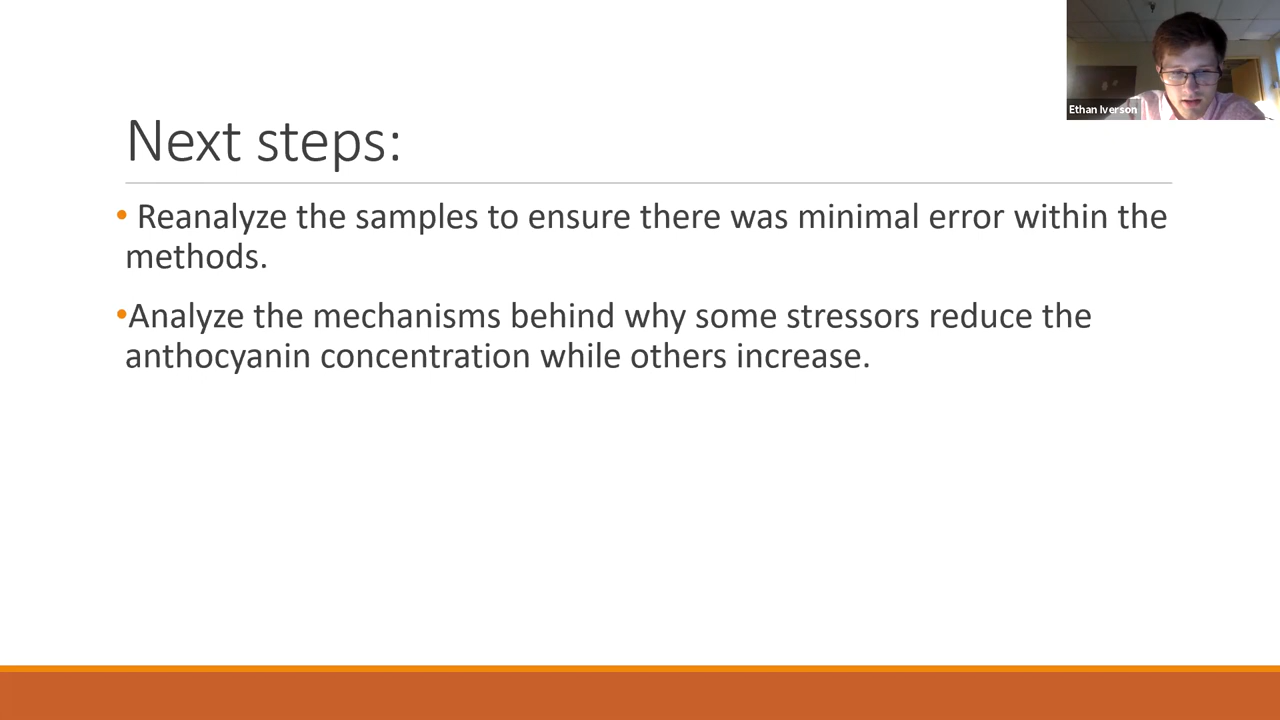 Ethan Iverson
Next steps:
• Reanalyze the samples to ensure there was minimal error within the
methods.
•Analyze the mechanisms behind why some stressors reduce the
anthocyanin concentration while others increase.